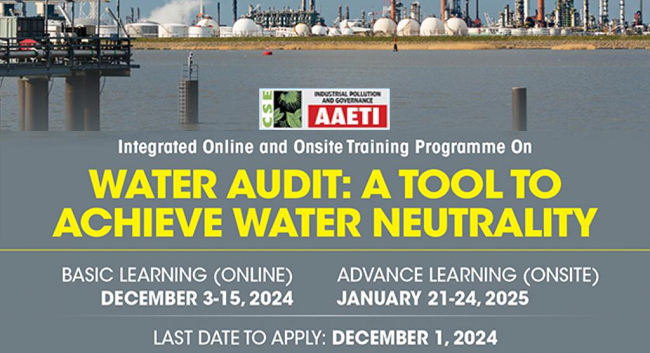 CSE
INDUSTRIAL POLLUTION
AND GOVERNANCE
AAETI
Integrated Online and Onsite Training Programme On
WATER AUDIT: A TOOL TO
ACHIEVE WATER NEUTRALITY
BASIC LEARNING (ONLINE)
DECEMBER 3-15, 2024
ADVANCE LEARNING (ONSITE)
JANUARY 21-24, 2025
LAST DATE TO APPLY: DECEMBER 1, 2024